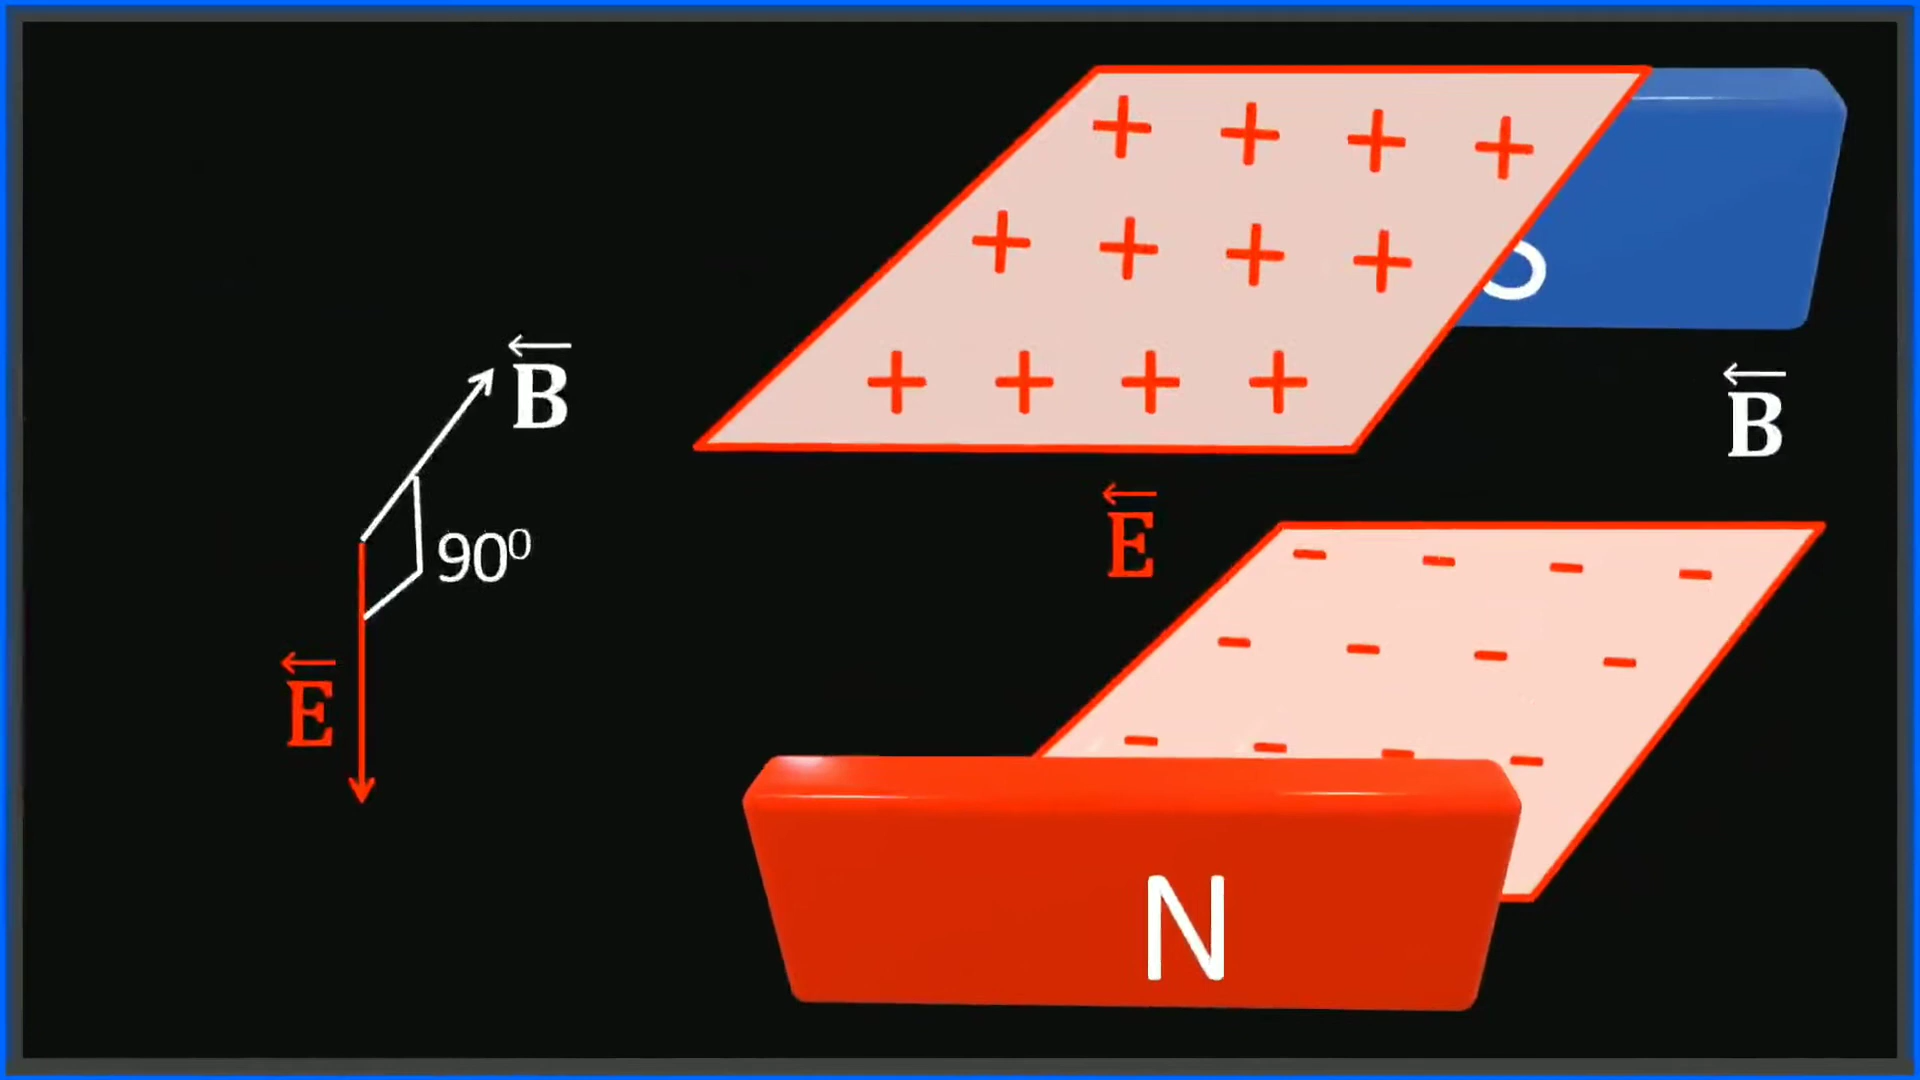 + + + +
+ + + +
+ + + +
S
B
B
E
90⁰
E
- - - -
- - - -
- - - -
N